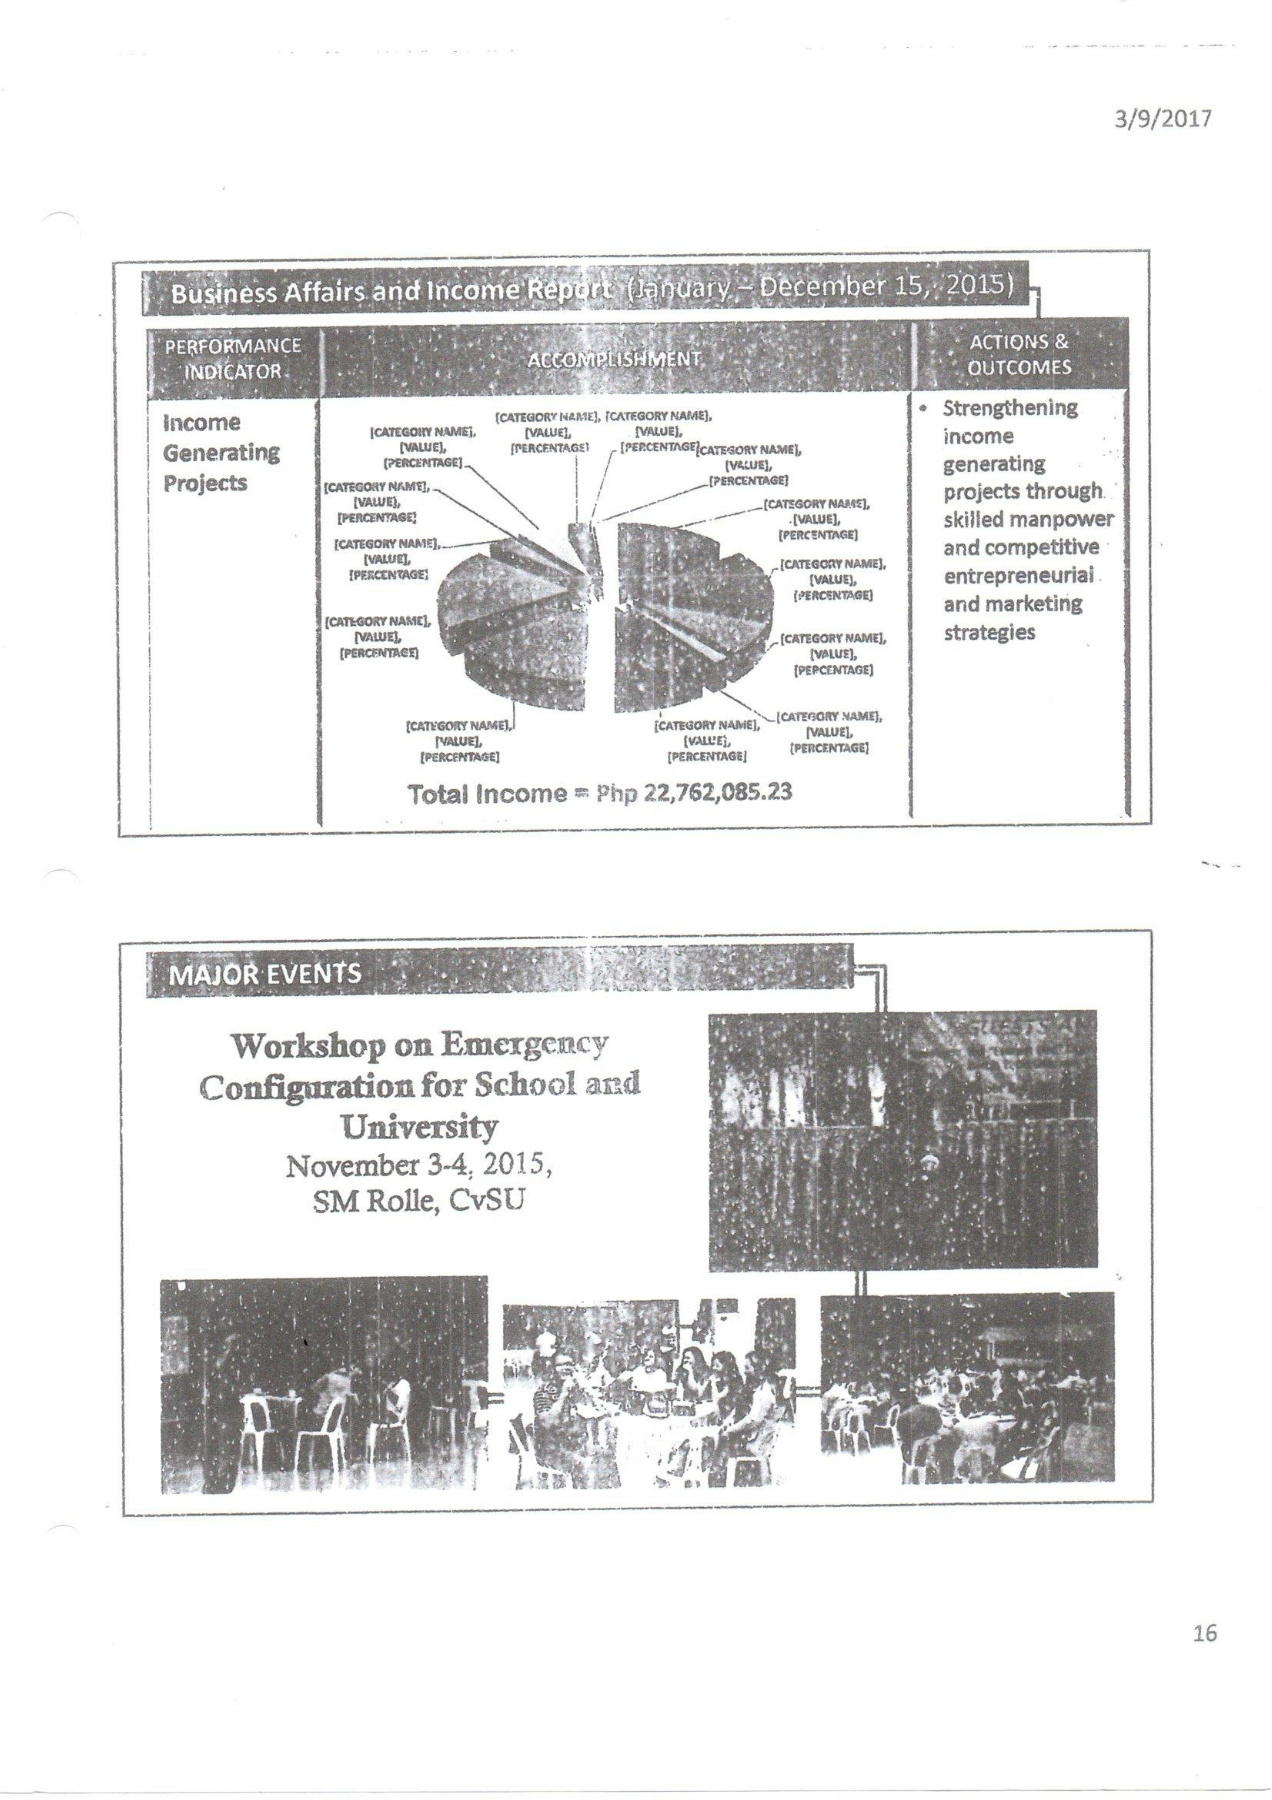 3/9/2017
Business Affairs and Income Report (January – December 15, 2015)
PERFORMANCE
INDICATOR
ACCOMPLISHMENT
ACTIONS &
OUTCOMES
Income
Generating
Projects
[CATEGORY NAME],
[VALUE],
[PERCENTAGE]
[CATEGORY NAME],
[VALUE],
[PERCENTAGE]
[CATEGORY NAME],
[VALUE],
[PERCENTAGE]
[CATEGORY NAME],
[VALUE],
[PERCENTAGE]
[CATEGORY NAME],
[VALUE],
[PERCENTAGE]
[CATEGORY NAME],
[VALUE],
[PERCENTAGE]
[CATEGORY NAME],
[VALUE],
[PERCENTAGE]
[CATEGORY NAME],
[VALUE],
[PERCENTAGE]
[CATEGORY NAME],
[VALUE],
[PERCENTAGE]
[CATEGORY NAME],
[VALUE],
[PERCENTAGE]
[CATEGORY NAME],
[VALUE],
[PERCENTAGE]
[CATEGORY NAME],
[VALUE],
[PERCENTAGE]
[CATEGORY NAME],
[VALUE],
[PERCENTAGE]
Total Income = Php 22,762,085.23
• Strengthening
income
generating
projects through
skilled manpower
and competitive
entrepreneurial
and marketing
strategies
MAJOR EVENTS
Workshop on Emergency
Configuration for School and
University
November 3-4, 2015,
SM Rolle, CvSU
16